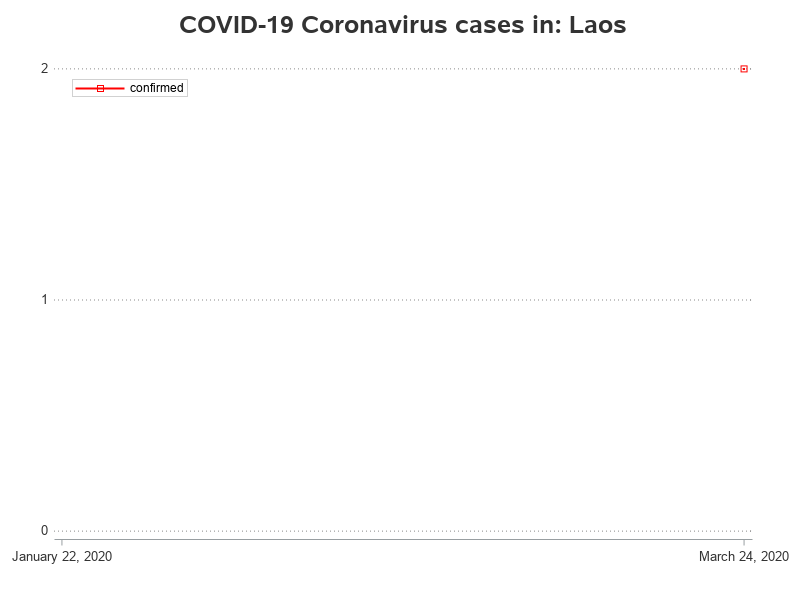 COVID-19 Coronavirus cases in: Laos
2
confirmed
1
0
January 22, 2020
March 24, 2020